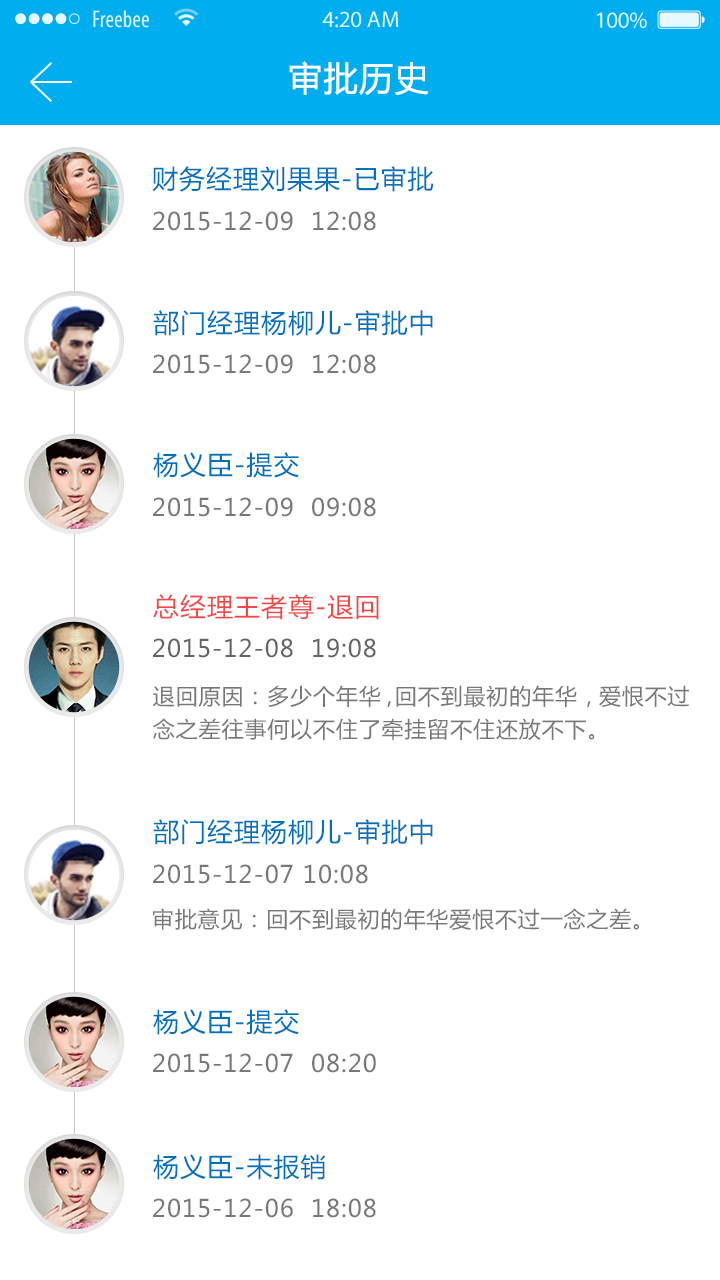 Freebee 4:20 AM 100%
审批历史
财务经理刘果果-已审批
2015-12-09 12:08
部门经理杨柳儿-审批中
2015-12-09 12:08
杨义臣-提交
2015-12-09 09:08
总经理王者尊-退回
2015-12-08 19:08
退回原因：多少个年华,回不到最初的年华，爱恨不过
念之差往事何以不住了牵挂留不住还放不下。
部门经理杨柳儿-审批中
2015-12-07 10:08
审批意见：回不到最初的年华爱恨不过一念之差。
杨义臣-提交
2015-12-07 08:20
杨义臣-未报销
2015-12-06 18:08